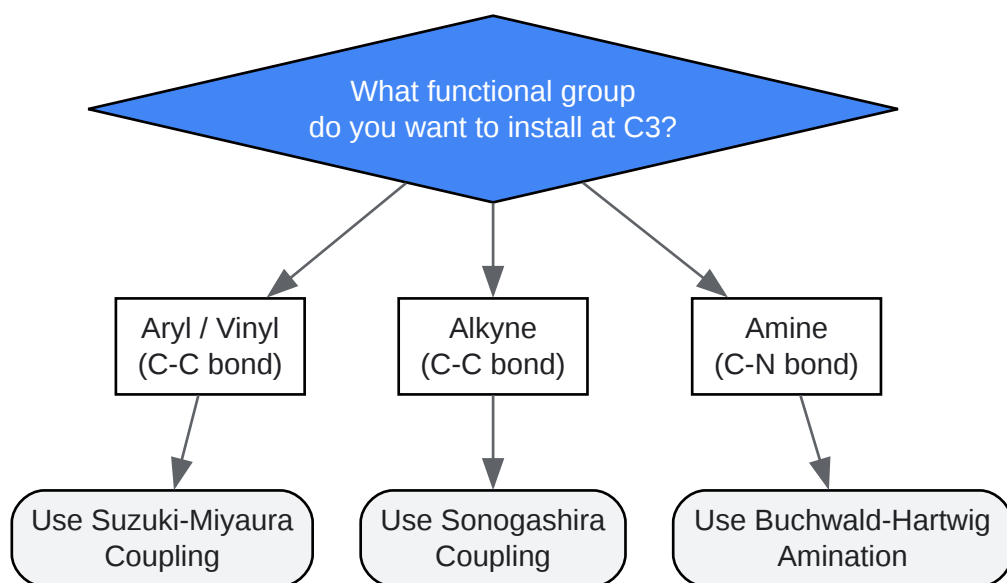 What functional group
do you want to install at C3?
Aryl / Vinyl
(C-C bond)
Alkyne
(C-C bond)
Amine
(C-N bond)
Use Suzuki-Miyaura
Coupling
Use Sonogashira
Coupling
Use Buchwald-Hartwig
Amination